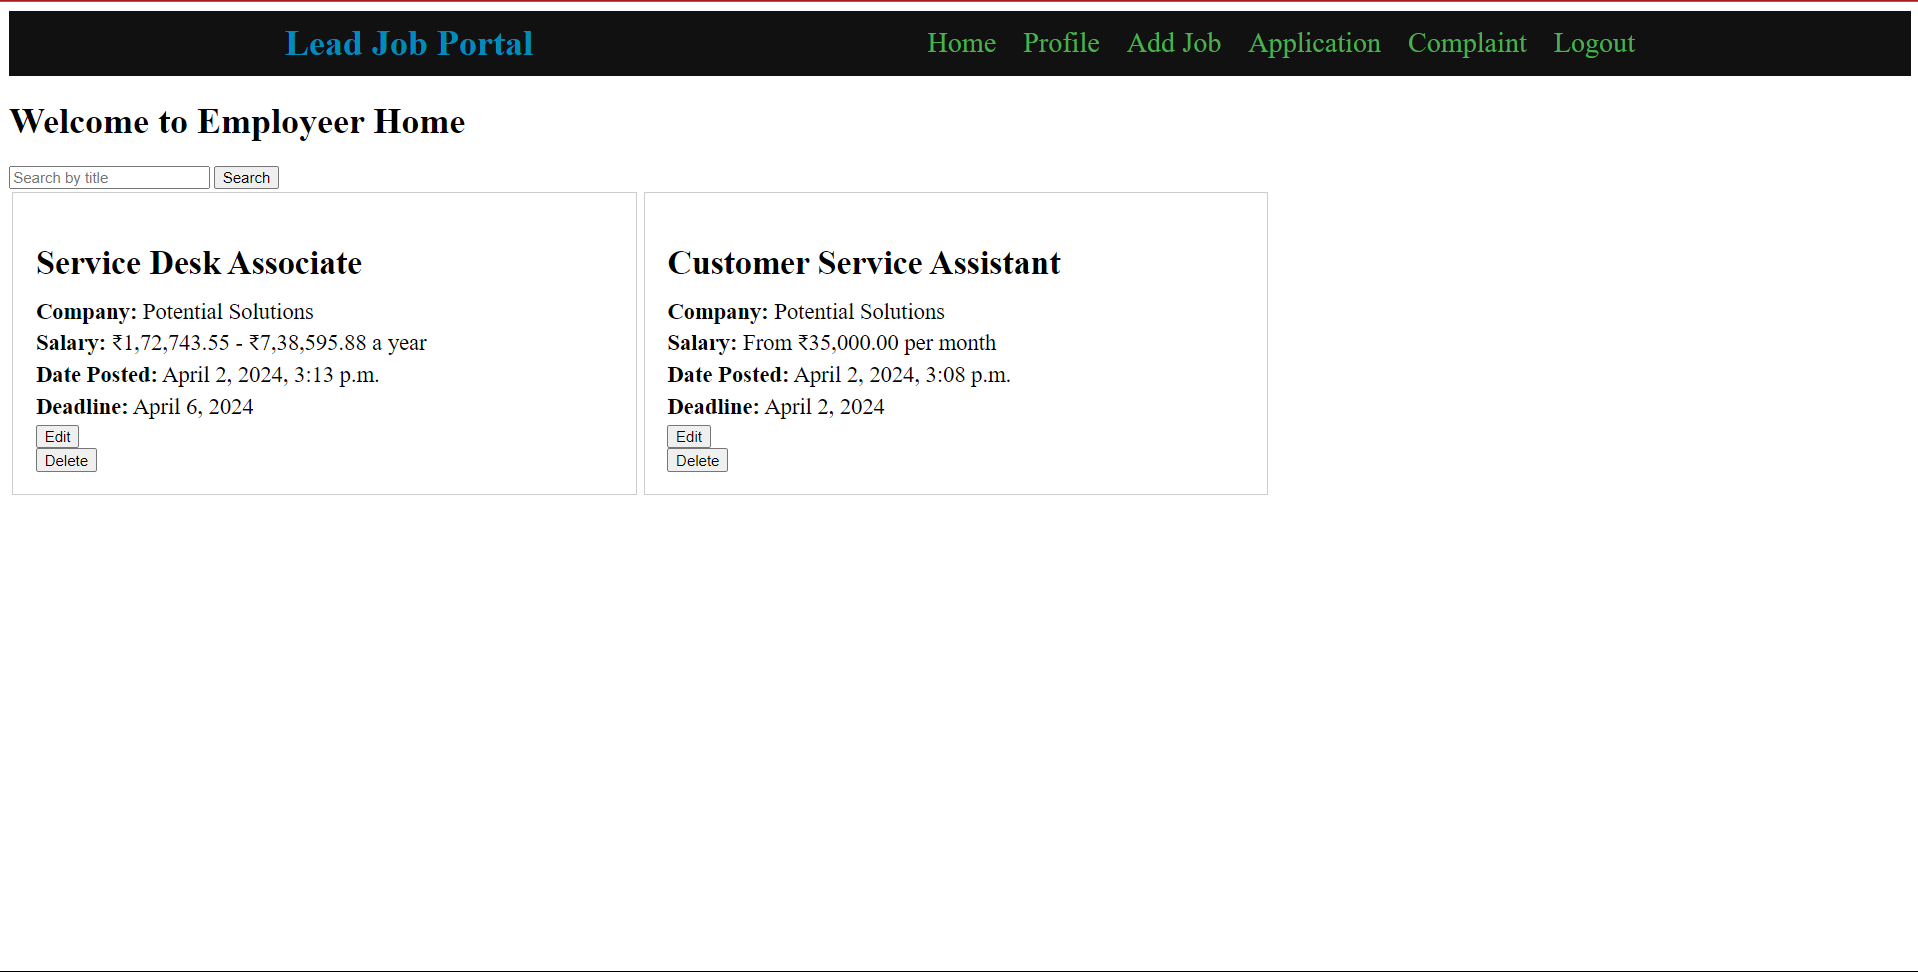 Lead Job Portal
Home Profile Add Job Application Complaint Logout
Welcome to Employeer Home
Search by title Search
Service Desk Associate
Company: Potential Solutions
Salary: ₹1,72,743.55 - ₹7,38,595.88 a year
Date Posted: April 2, 2024, 3:13 p.m.
Deadline: April 6, 2024
Edit
Delete
Customer Service Assistant
Company: Potential Solutions
Salary: From ₹35,000.00 per month
Date Posted: April 2, 2024, 3:08 p.m.
Deadline: April 2, 2024
Edit
Delete